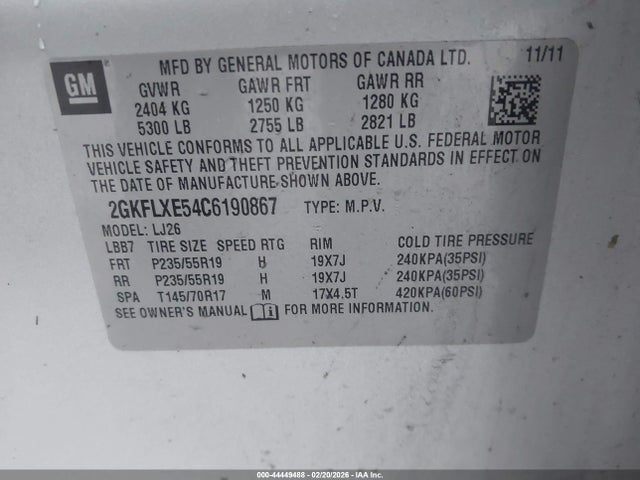 GM
MFD BY GENERAL MOTORS OF CANADA LTD. 11/11
GVWR GAWR FRT GAWR RR
2404 KG 1250 KG 1280 KG
5300 LB 2755 LB 2821 LB
THIS VEHICLE CONFORMS TO ALL APPLICABLE U.S. FEDERAL MOTOR
VEHICLE SAFETY AND THEFT PREVENTION STANDARDS IN EFFECT ON
THE DATE OF MANUFACTURE SHOWN ABOVE.
2GKFLXE54C6190867 TYPE: M.P.V.
MODEL: LJ26
LBB7 TIRE SIZE SPEED RTG RIM COLD TIRE PRESSURE
FRT P235/55R19 H 19X7J 240KPA(35PSI)
RR P235/55R19 H 19X7J 240KPA(35PSI)
SPA T145/70R17 M 17X4.5T 420KPA(60PSI)
SEE OWNER'S MANUAL FOR MORE INFORMATION.
000-44449488 - 02/20/2026 - IAAI Inc.